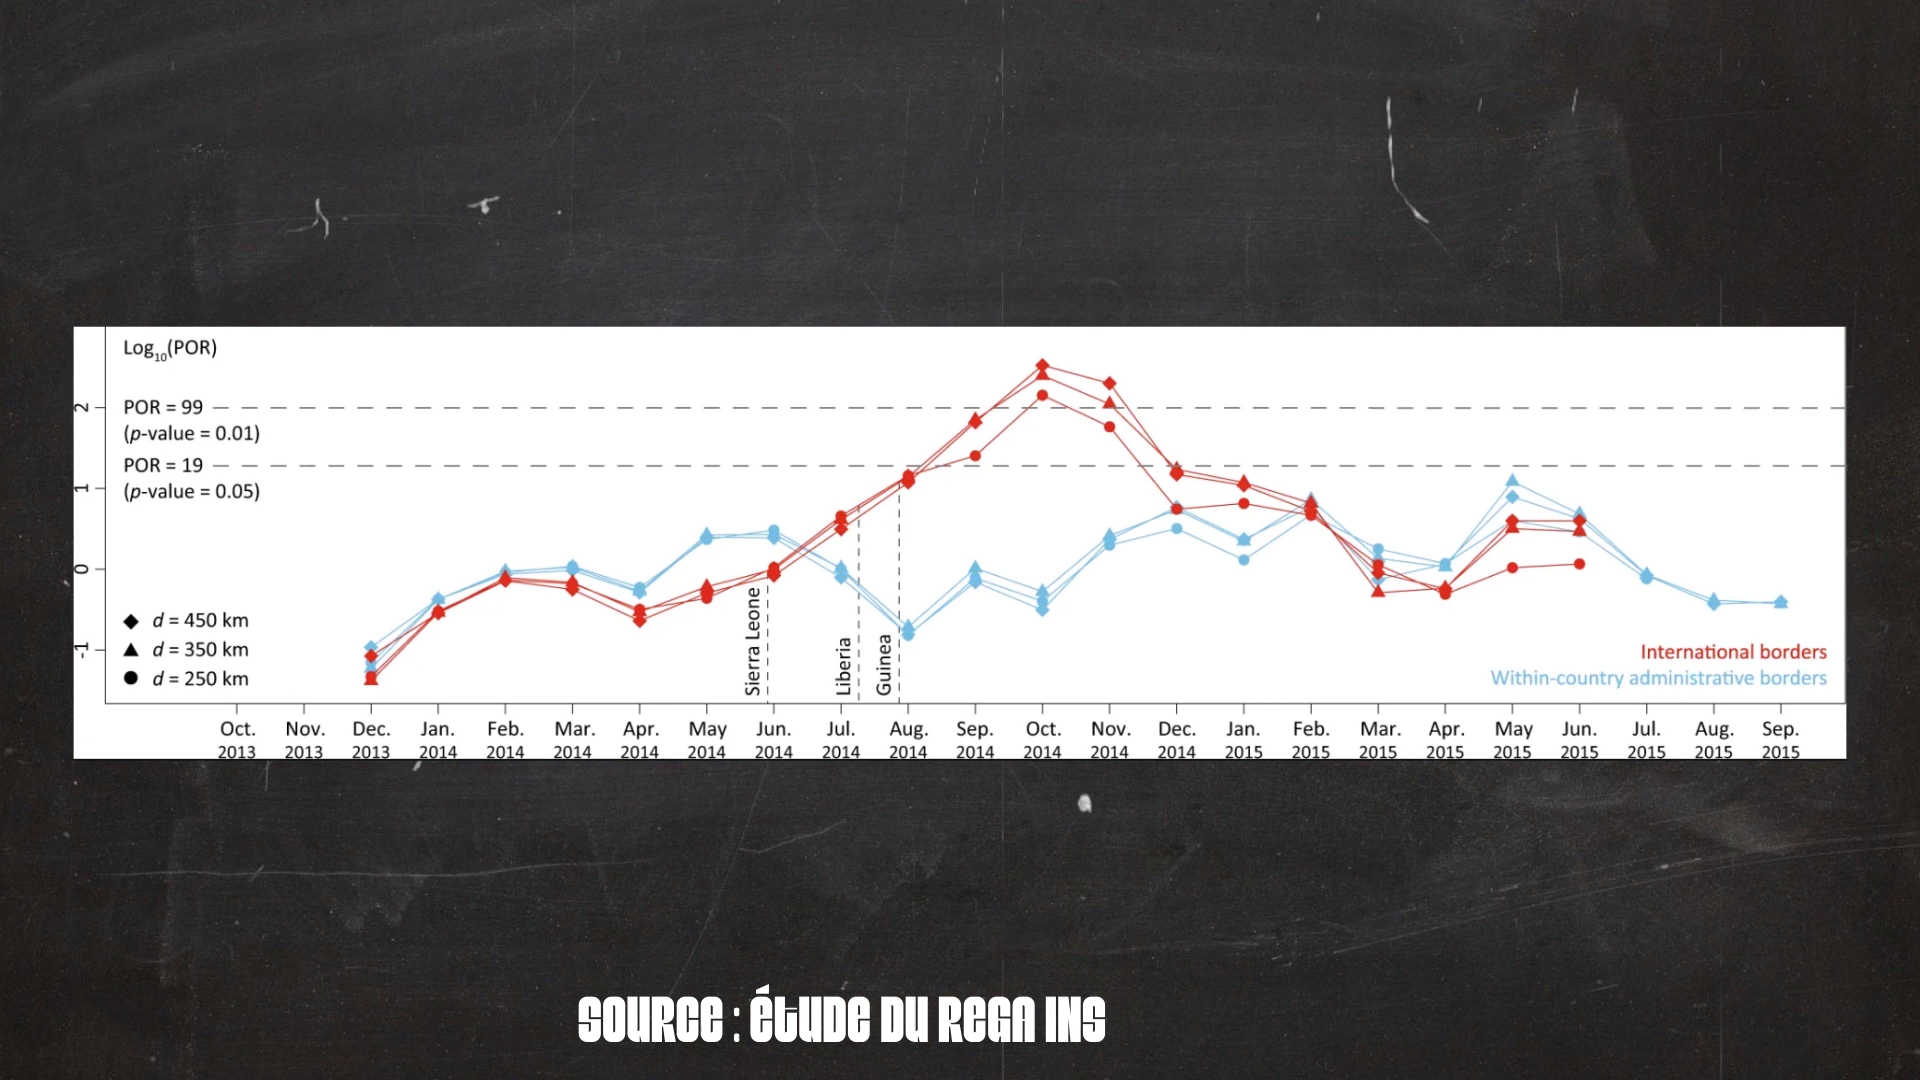 Log10(POR)
2
POR = 99
(p-value = 0.01)
POR = 19
(p-value = 0.05)
1
0
-1
d = 450 km
d = 350 km
d = 250 km
Sierra Leone
Liberia
Guinea
International borders
Within-country administrative borders
Oct. Nov. Dec. Jan. Feb. Mar. Apr. May Jun. Jul. Aug. Sep. Oct. Nov. Dec. Jan. Feb. Mar. Apr. May Jun. Jul. Aug. Sep.
2013 2013 2013 2014 2014 2014 2014 2014 2014 2014 2014 2014 2014 2014 2014 2015 2015 2015 2015 2015 2015 2015 2015 2015
SOURCE : ÉTUDE DU REGA INS